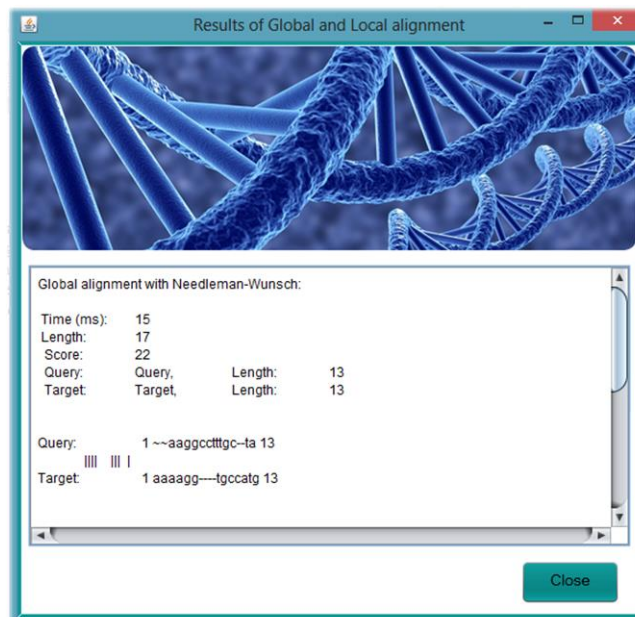 Results of Global and Local alignment
Global alignment with Needleman-Wunsch:
Time (ms): 15
Length: 17
Score: 22
Query: Query, Length: 13
Target: Target, Length: 13
Query: 1 ~~aaggcctttgc--ta 13
|||| ||| |
Target: 1 aaaagg----tgccatg 13
Close